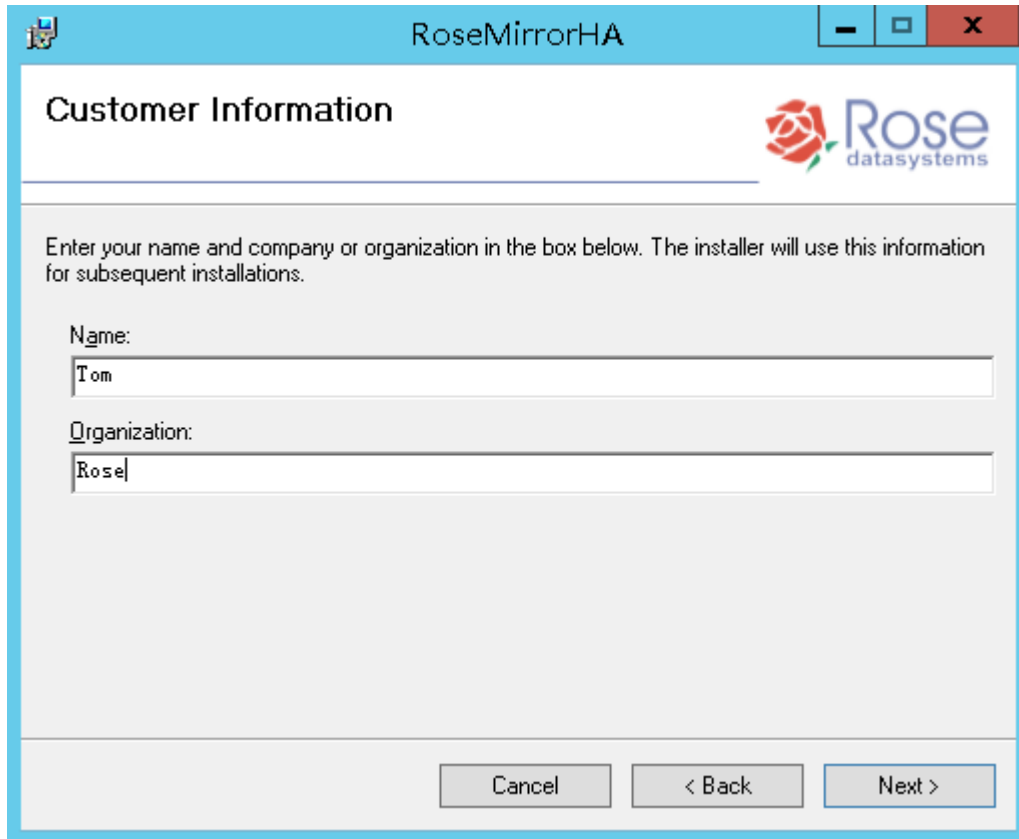 RoseMirrorHA
Customer Information
Rose
datasystems
Enter your name and company or organization in the box below. The installer will use this information
for subsequent installations.
Name:
Tom
Organization:
Rose
Cancel
< Back
Next >